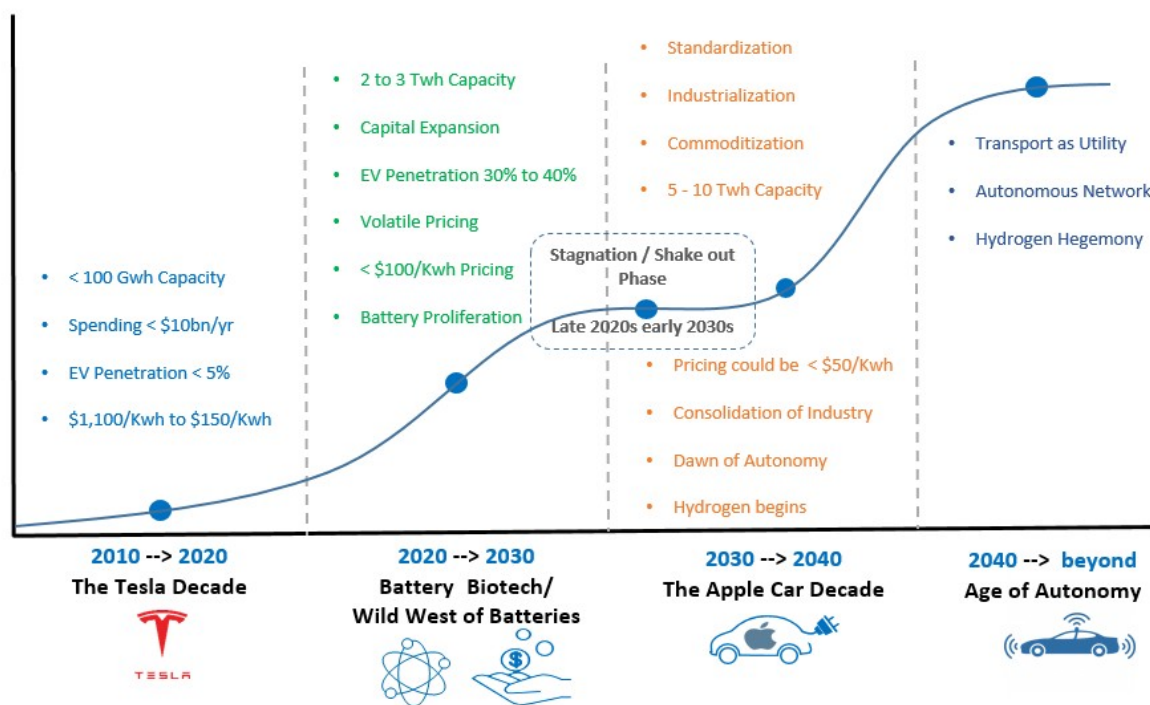 < 100 Gwh Capacity
Spending < $10bn/yr
EV Penetration < 5%
$1,100/Kwh to $150/Kwh
2 to 3 Twh Capacity
Capital Expansion
EV Penetration 30% to 40%
Volatile Pricing
< $100/Kwh Pricing
Battery Proliferation
Stagnation / Shake out
Phase
Late 2020s early 2030s
Standardization
Industrialization
Commoditization
5 - 10 Twh Capacity
Pricing could be < $50/Kwh
Consolidation of Industry
Dawn of Autonomy
Hydrogen begins
Transport as Utility
Autonomous Network
Hydrogen Hegemony
2010 --> 2020
The Tesla Decade
TESLA
2020 --> 2030
Battery Biotech/
Wild West of Batteries
$
2030 --> 2040
The Apple Car Decade
2040 --> beyond
Age of Autonomy